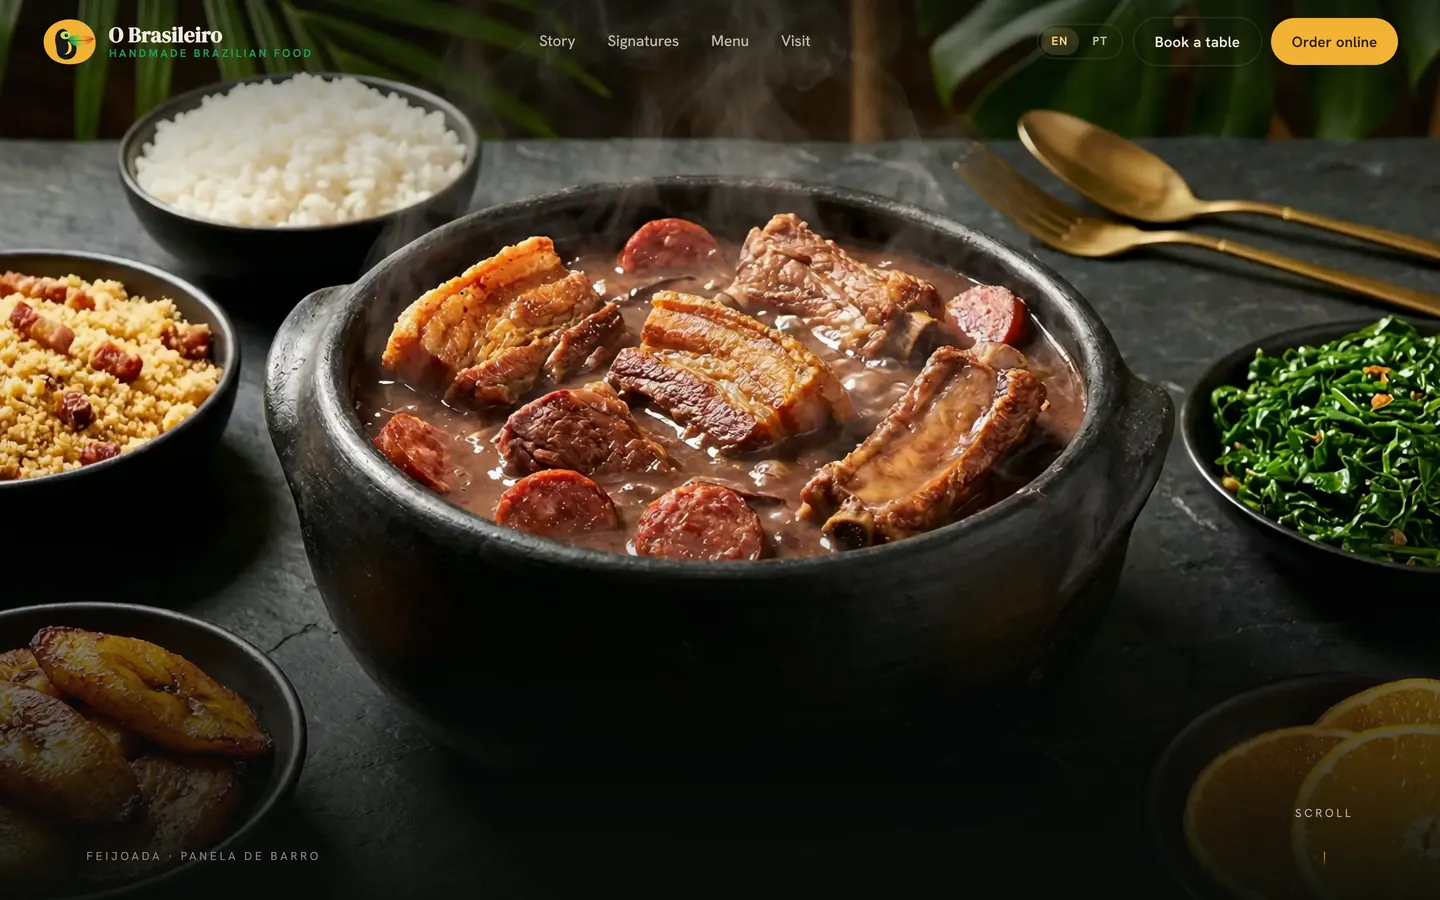 O Brasileiro
HANDMADE BRAZILIAN FOOD
Story
Signatures
Menu
Visit
EN
PT
Book a table
Order online
SCROLL
FEIJOADA · PANELA DE BARRO